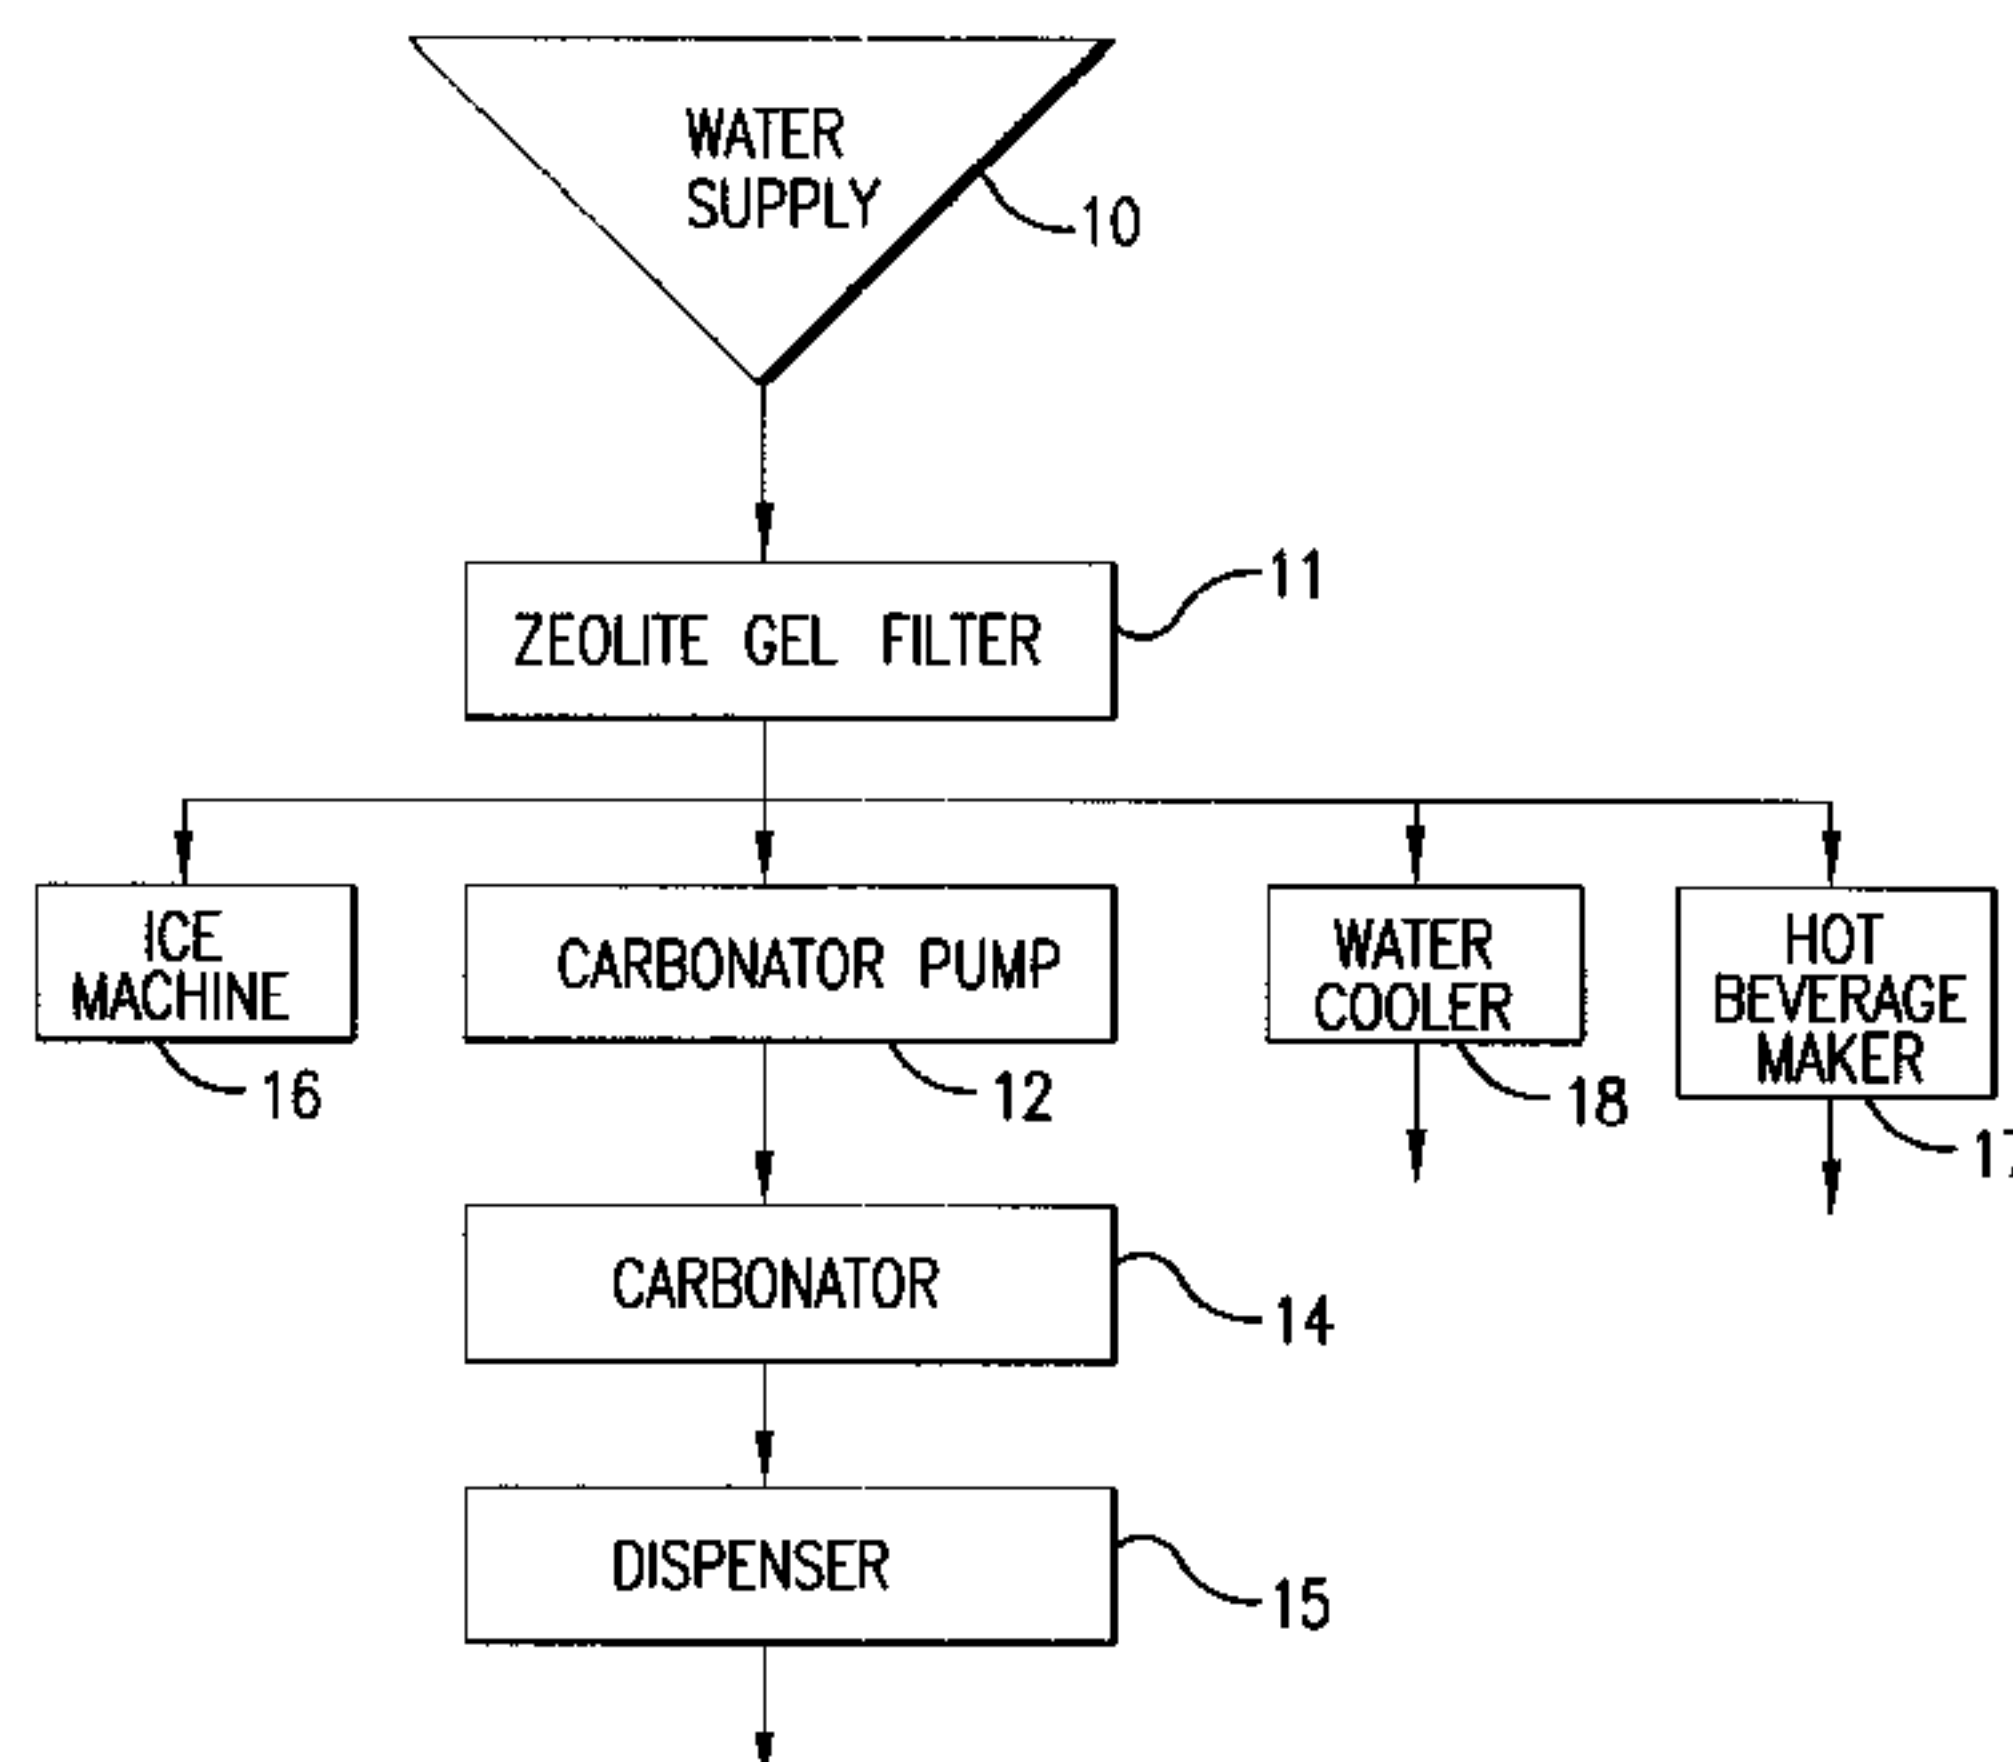 WATER
SUPPLY
10
ZEOLITE GEL FILTER
11
ICE
MACHINE
16
CARBONATOR PUMP
12
WATER
COOLER
18
HOT
BEVERAGE
MAKER
17
CARBONATOR
14
DISPENSER
15